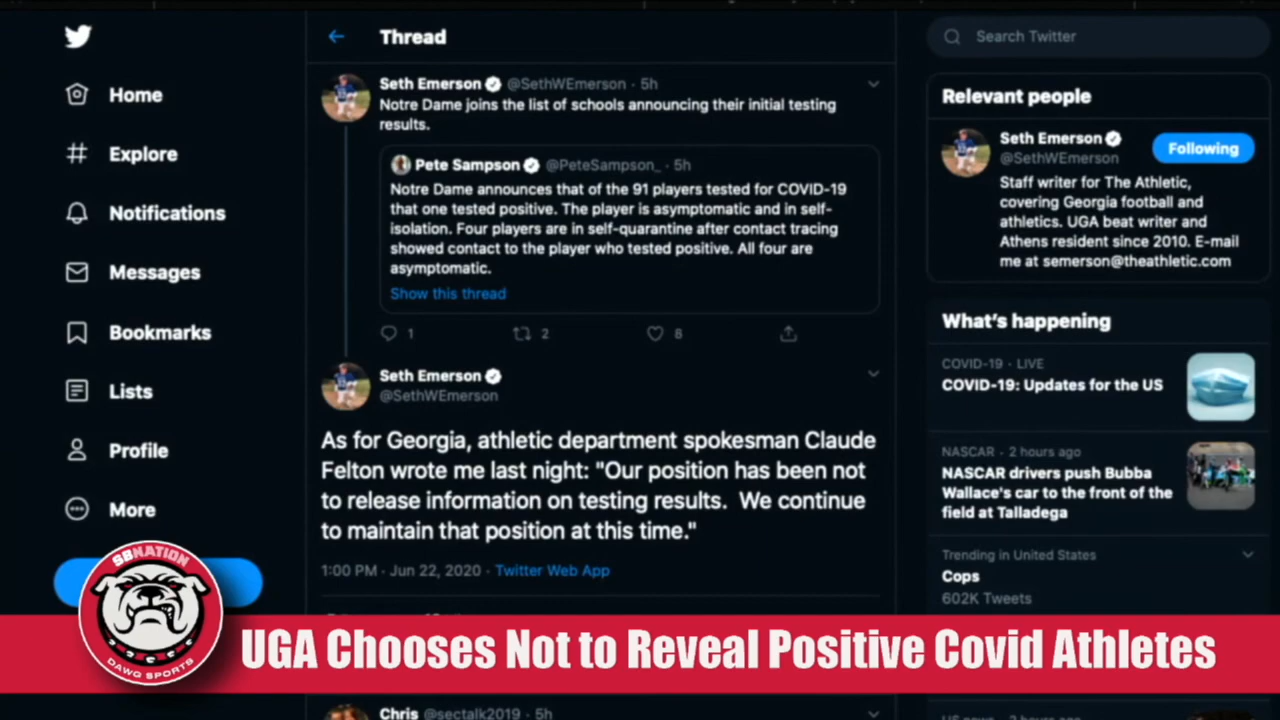 Home
Explore
Notifications
Messages
Bookmarks
Lists
Profile
More
Thread
Seth Emerson @SethWEmerson · 5h
Notre Dame joins the list of schools announcing their initial testing
results.
Pete Sampson @PeteSampson_ · 5h
Notre Dame announces that of the 91 players tested for COVID-19
that one tested positive. The player is asymptomatic and in self-
isolation. Four players are in self-quarantine after contact tracing
showed contact to the player who tested positive. All four are
asymptomatic.
Show this thread
1 2 8
Seth Emerson
@SethWEmerson
As for Georgia, athletic department spokesman Claude
Felton wrote me last night: "Our position has been not
to release information on testing results.  We continue
to maintain that position at this time."
1:00 PM · Jun 22, 2020 · Twitter Web App
Search Twitter
Relevant people
Seth Emerson
@SethWEmerson
Following
Staff writer for The Athletic,
covering Georgia football and
athletics. UGA beat writer and
Athens resident since 2010. E-mail
me at semerson@theathletic.com
What's happening
COVID-19 · LIVE
COVID-19: Updates for the US
NASCAR · 2 hours ago
NASCAR drivers push Bubba
Wallace's car to the front of the
field at Talladega
Trending in United States
Cops
602K Tweets
SBNATION
DAWG SPORTS
UGA Chooses Not to Reveal Positive Covid Athletes
Chris @sectalk2019 · 5h